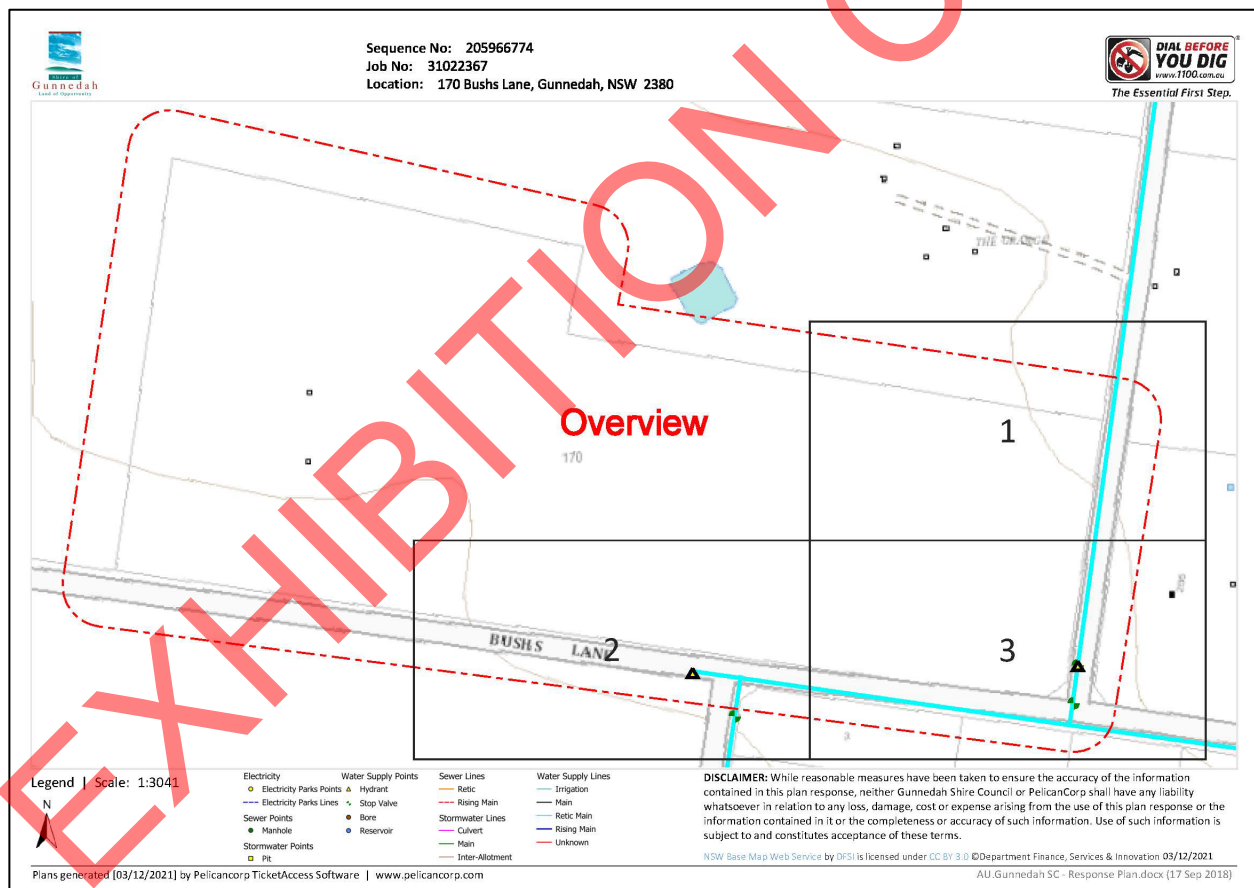 Shire of
Gunnedah
Land of Opportunity
Sequence No: 205966774
Job No: 31022367
Location: 170 Bushs Lane, Gunnedah, NSW 2380
DIAL BEFORE
YOU DIG
www.1100.com.au
The Essential First Step.
EXHIBITION
THE GRANGE
Overview
170
1
BUSHS LANE
2
3
Legend | Scale: 1:3041
N
Electricity
Electricity Parks Points
Electricity Parks Lines
Sewer Points
Manhole
Stormwater Points
Pit
Water Supply Points
Hydrant
Stop Valve
Bore
Reservoir
Sewer Lines
Retic
Rising Main
Stormwater Lines
Culvert
Main
Inter-Allotment
Water Supply Lines
Irrigation
Main
Retic Main
Rising Main
Unknown
DISCLAIMER: While reasonable measures have been taken to ensure the accuracy of the information
contained in this plan response, neither Gunnedah Shire Council or PelicanCorp shall have any liability
whatsoever in relation to any loss, damage, cost or expense arising from the use of this plan response or the
information contained in it or the completeness or accuracy of such information. Use of such information is
subject to and constitutes acceptance of these terms.
NSW Base Map Web Service by DFSI is licensed under CC BY 3.0 ©Department Finance, Services & Innovation 03/12/2021
Plans generated [03/12/2021] by Pelicancorp TicketAccess Software | www.pelicancorp.com
AU.Gunnedah SC - Response Plan.docx (17 Sep 2018)